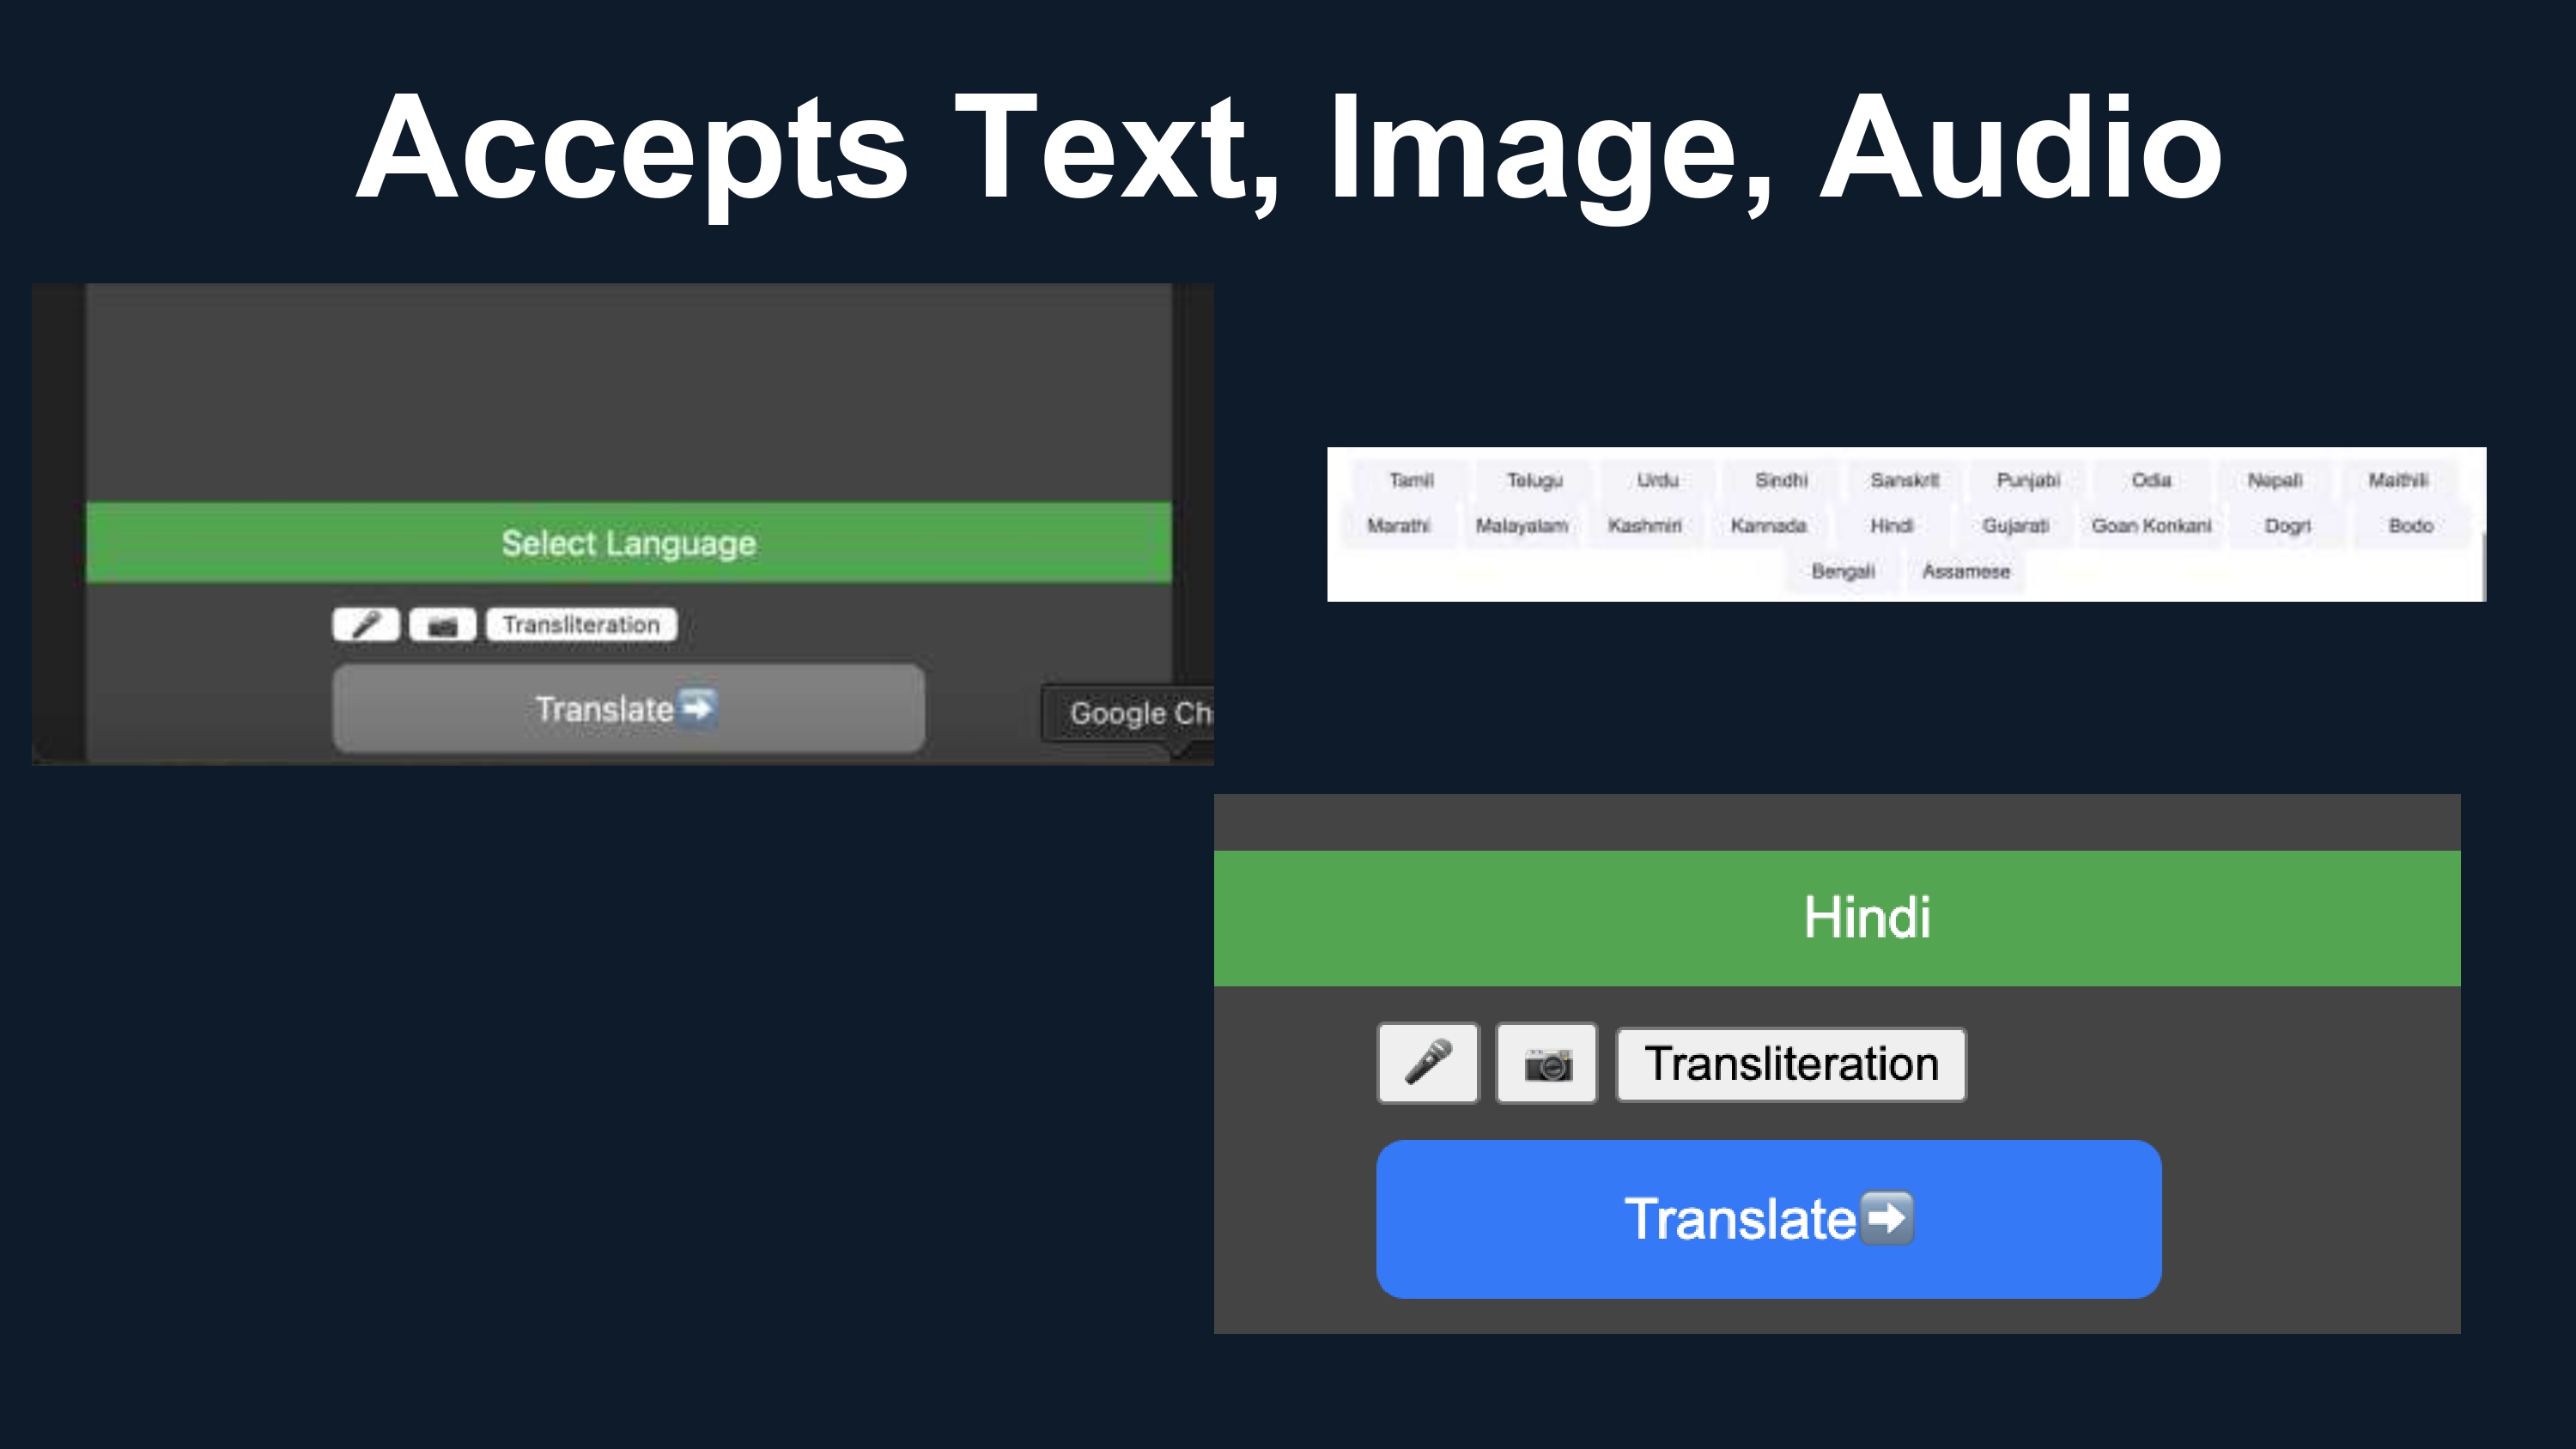 Accepts Text, Image, Audio
Select Language
Transliteration
Translate
Google Ch
Tamil Telugu Urdu Sindhi Sanskrit Punjabi Odia Nepali Maithili
Marathi Malayalam Kashmiri Kannada Hindi Gujarati Goan Konkani Dogri Bodo
Bengali Assamese
Hindi
Transliteration
Translate